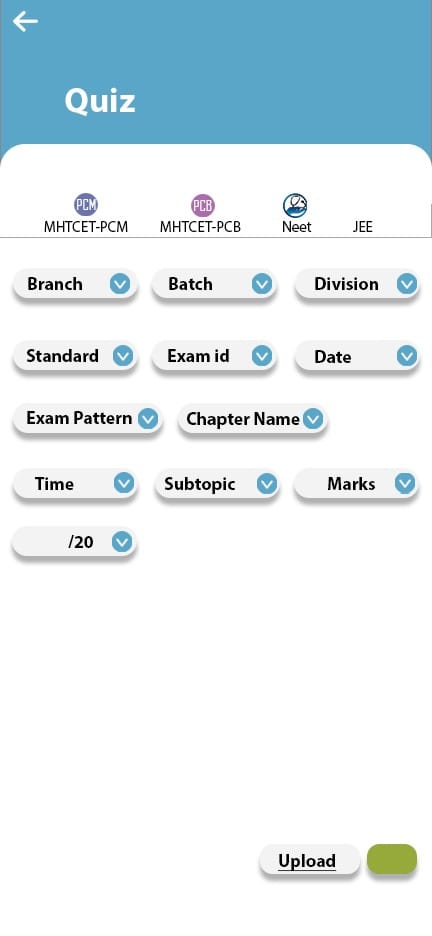 Quiz
PCM PCB
MHTCET-PCM MHTCET-PCB Neet JEE
Branch Batch Division
Standard Exam id Date
Exam Pattern Chapter Name
Time Subtopic Marks
/20
Upload